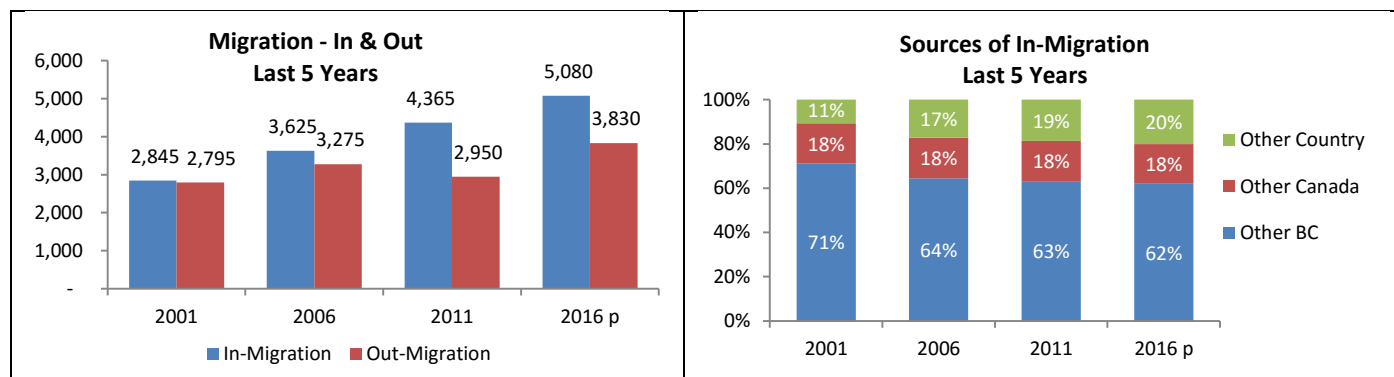 Migration - In & Out
Last 5 Years
6,000
5,000
4,000
3,000
2,000
1,000
-
2,845 2,795
3,625
3,275
4,365
2,950
5,080
3,830
2001 2006 2011 2016 p
In-Migration Out-Migration
Sources of In-Migration
Last 5 Years
100%
80%
60%
40%
20%
0%
11% 17% 19% 20%
18% 18% 18% 18%
71% 64% 63% 62%
2001 2006 2011 2016 p
Other Country
Other Canada
Other BC